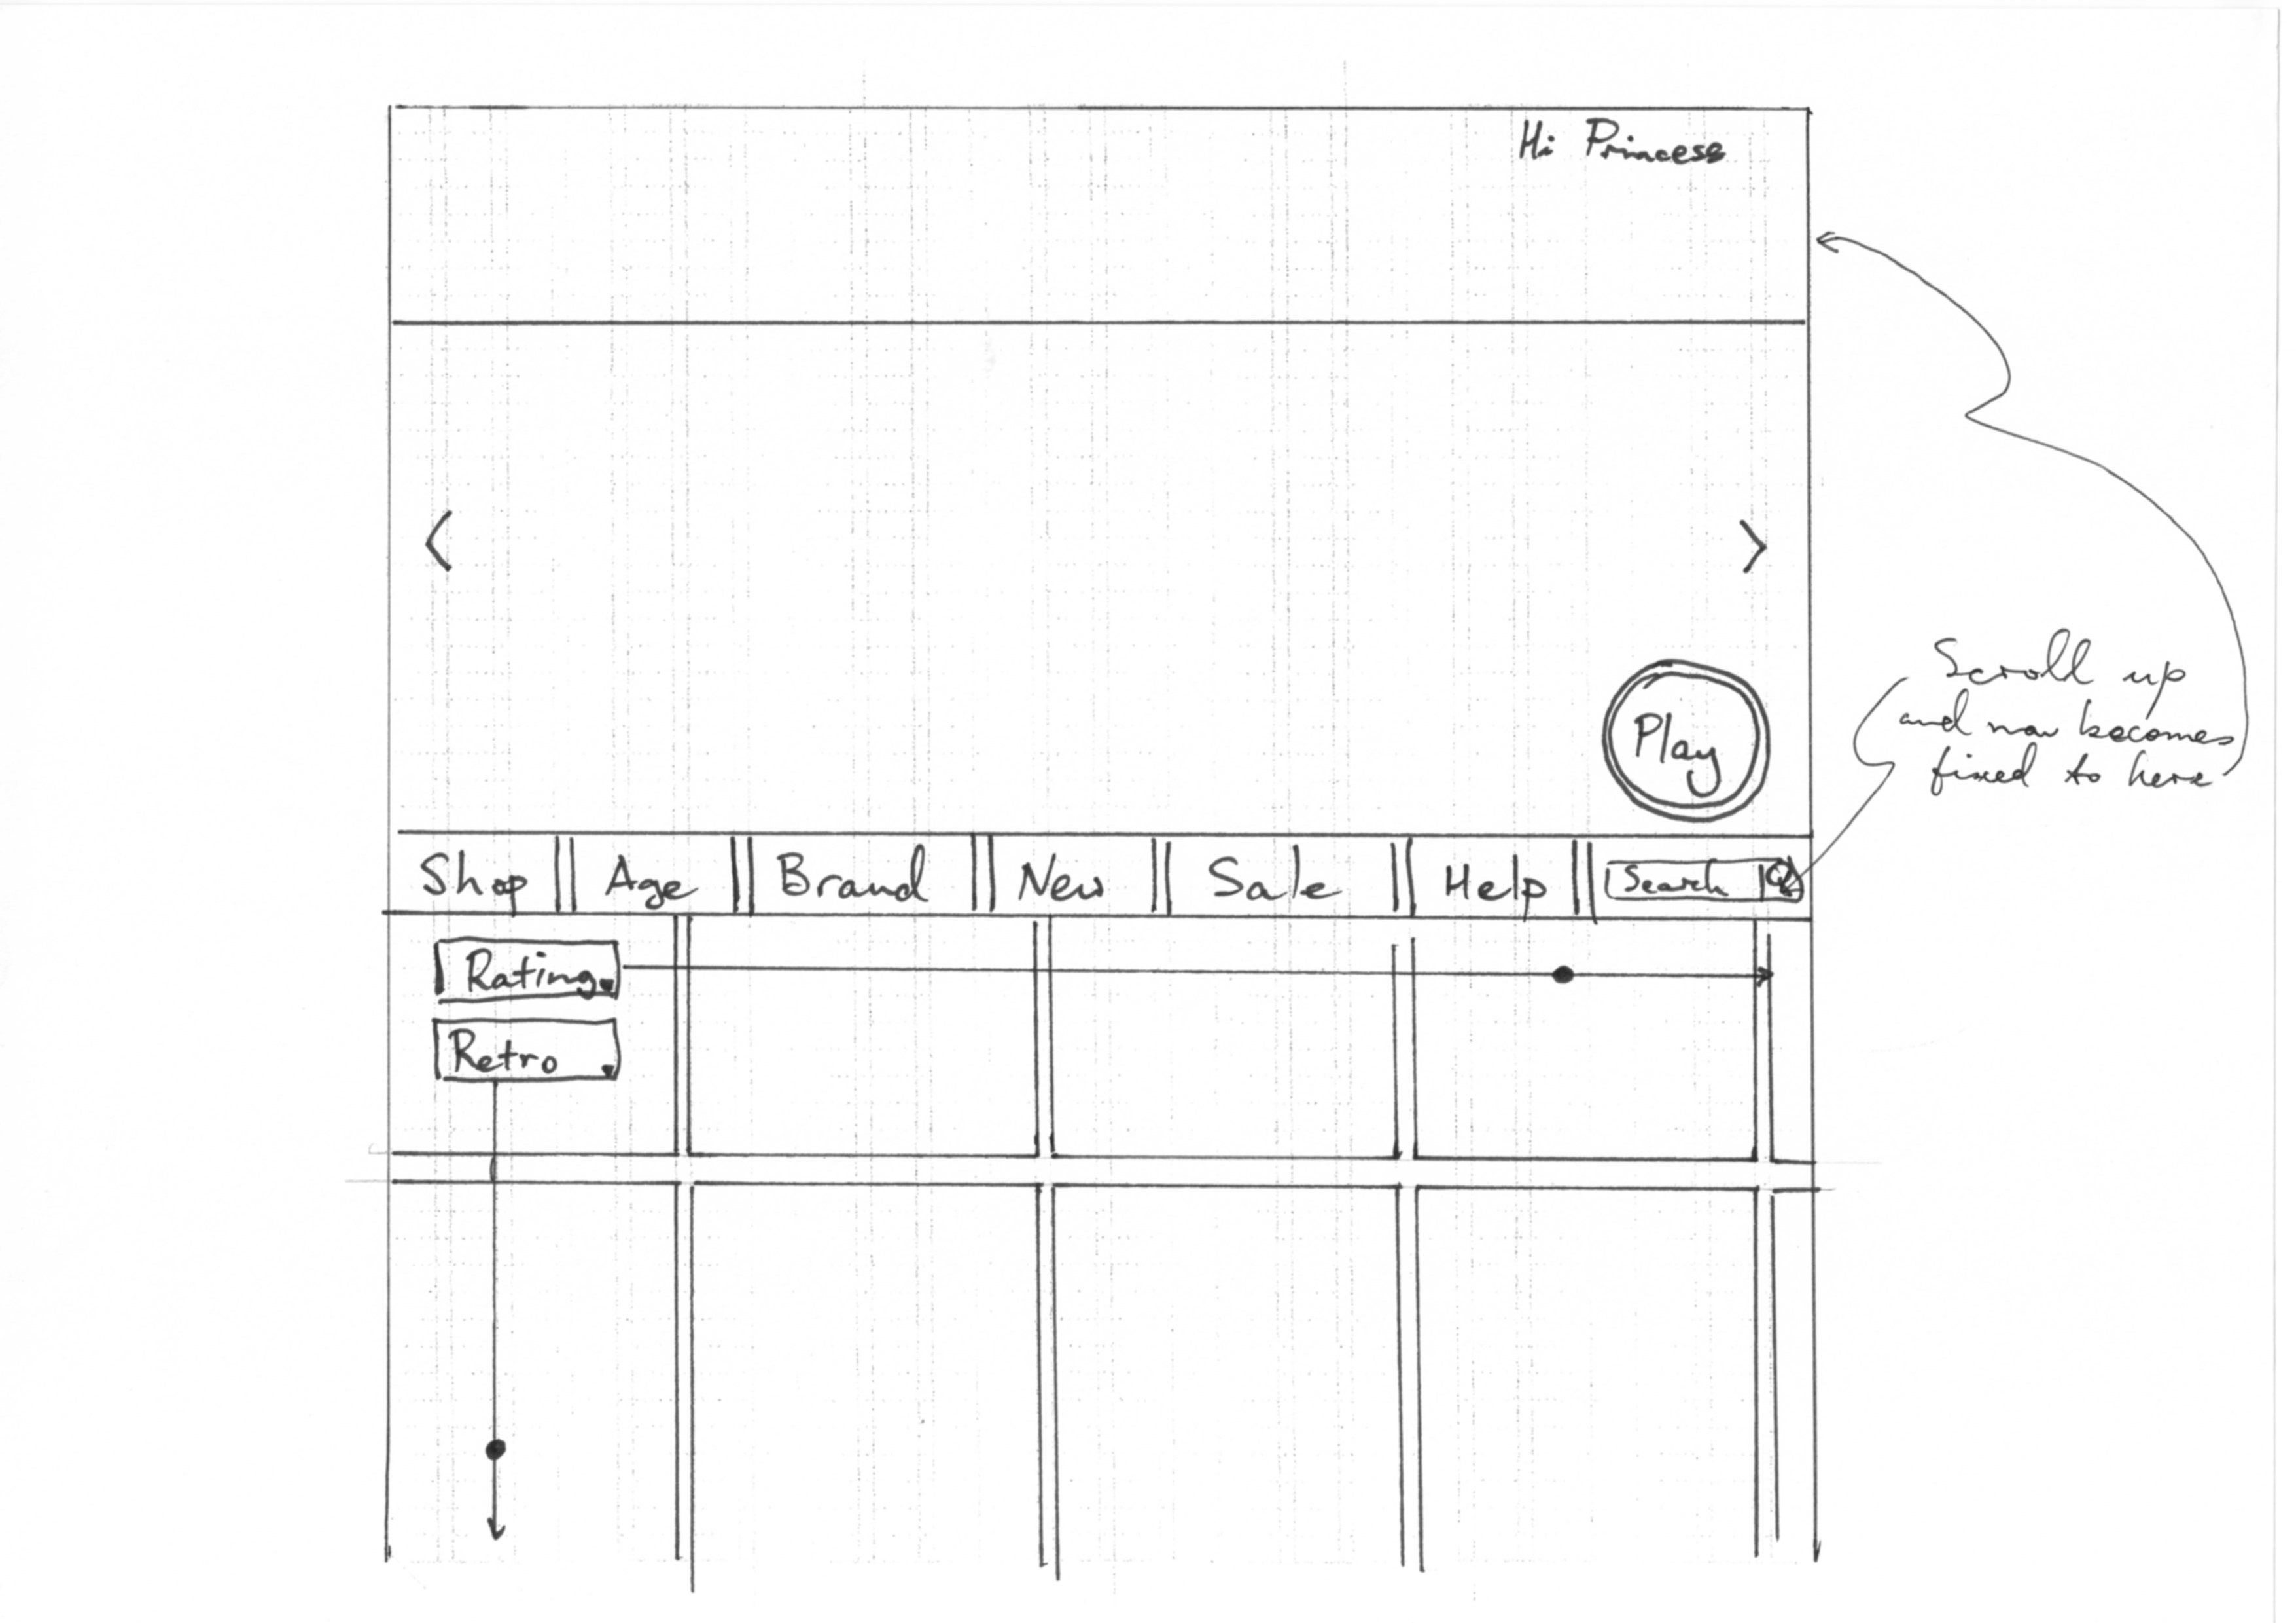 Hi Princess
Play
Scroll up
and nav becomes
fixed to here
Shop Age Brand New Sale Help Search
Rating
Retro